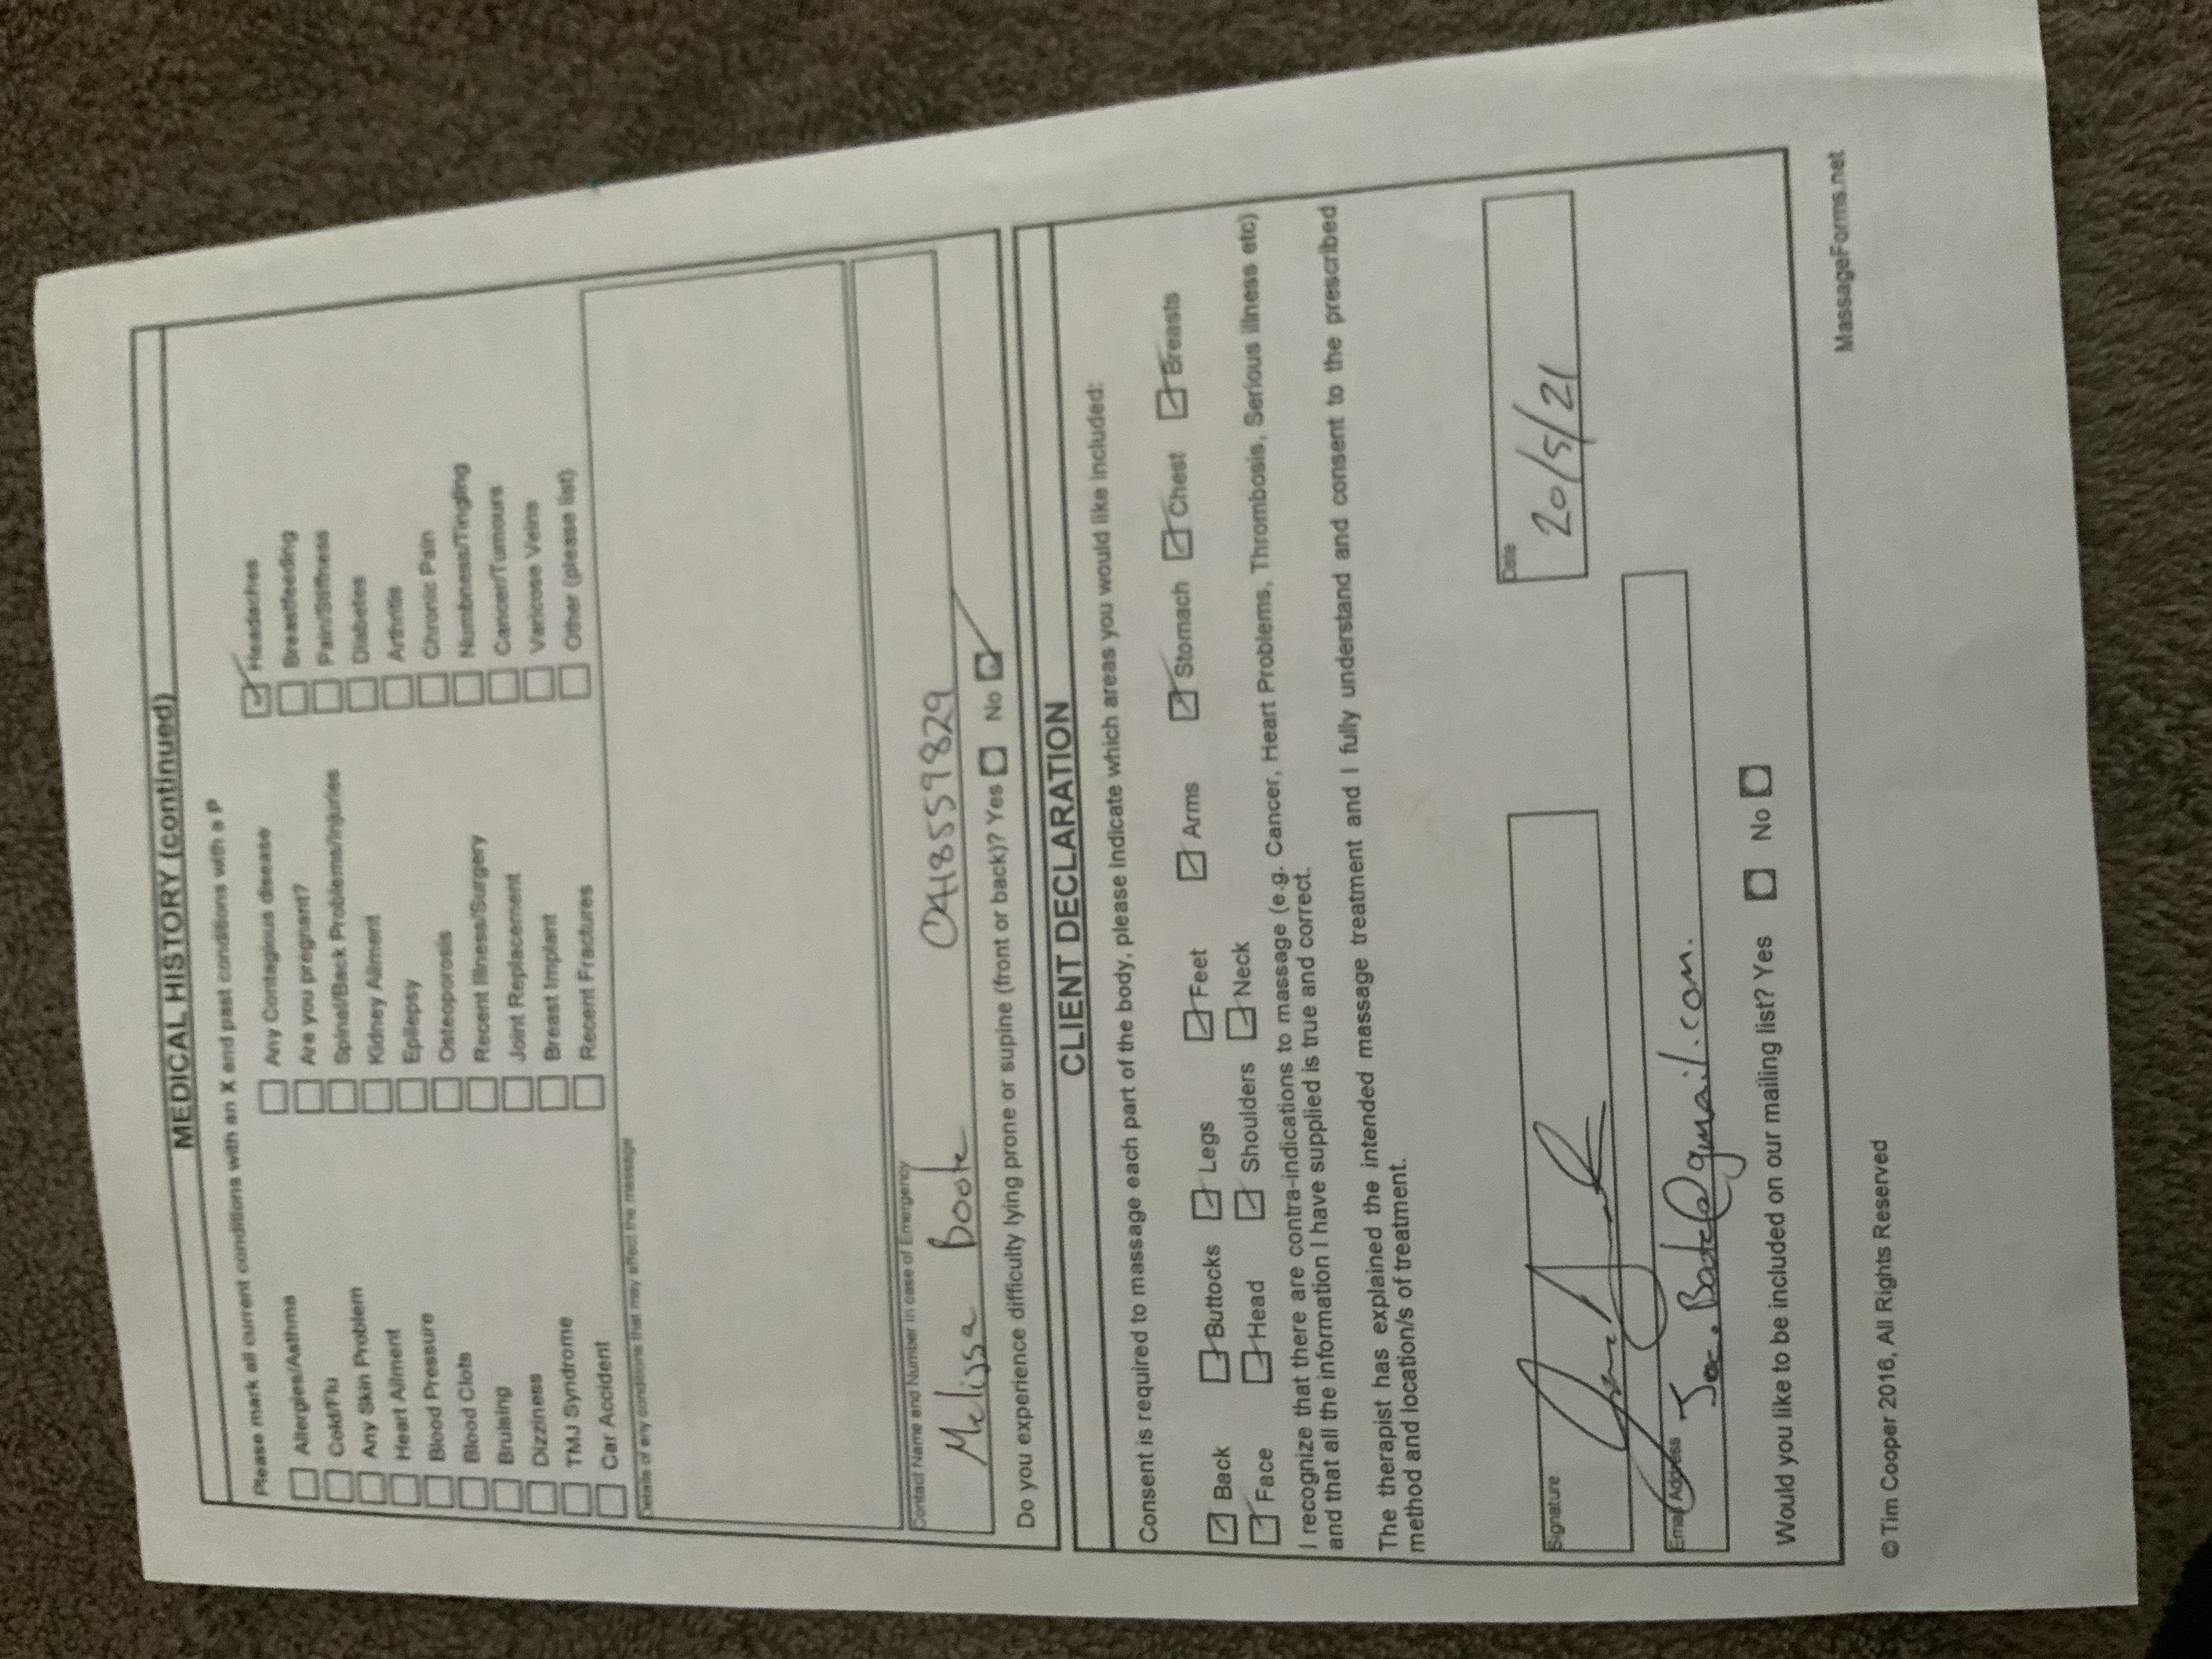 MEDICAL HISTORY (continued)
Please mark all current conditions with an X and past conditions with a P
Allergies/Asthma Any Contagious disease Headaches
Cold/Flu Are you pregnant? Breastfeeding
Any Skin Problem Spinal/Back Problems/Injuries Pain/Stiffness
Heart Ailment Kidney Ailment Diabetes
Blood Pressure Epilepsy Arthritis
Blood Clots Osteoporosis Chronic Pain
Bruising Recent Illness/Surgery Numbness/Tingling
Dizziness Joint Replacement Cancer/Tumours
TMJ Syndrome Breast Implant Varicose Veins
Car Accident Recent Fractures Other (please list)
Details of any conditions that may affect the massage
Contact Name and Number in case of Emergency
Melissa Boote 0418559829
Do you experience difficulty lying prone or supine (front or back)? Yes No
CLIENT DECLARATION
Consent is required to massage each part of the body, please indicate which areas you would like included:
Back Buttocks Legs Feet Arms Stomach Chest Breasts
Face Head Shoulders Neck
I recognize that there are contra-indications to massage (e.g. Cancer, Heart Problems, Thrombosis, Serious illness etc)
and that all the information I have supplied is true and correct.
The therapist has explained the intended massage treatment and I fully understand and consent to the prescribed
method and location/s of treatment.
Signature Date
20/5/21
Email Address
@gmail.com.
Would you like to be included on our mailing list? Yes No
© Tim Cooper 2016, All Rights Reserved MassageForms.net